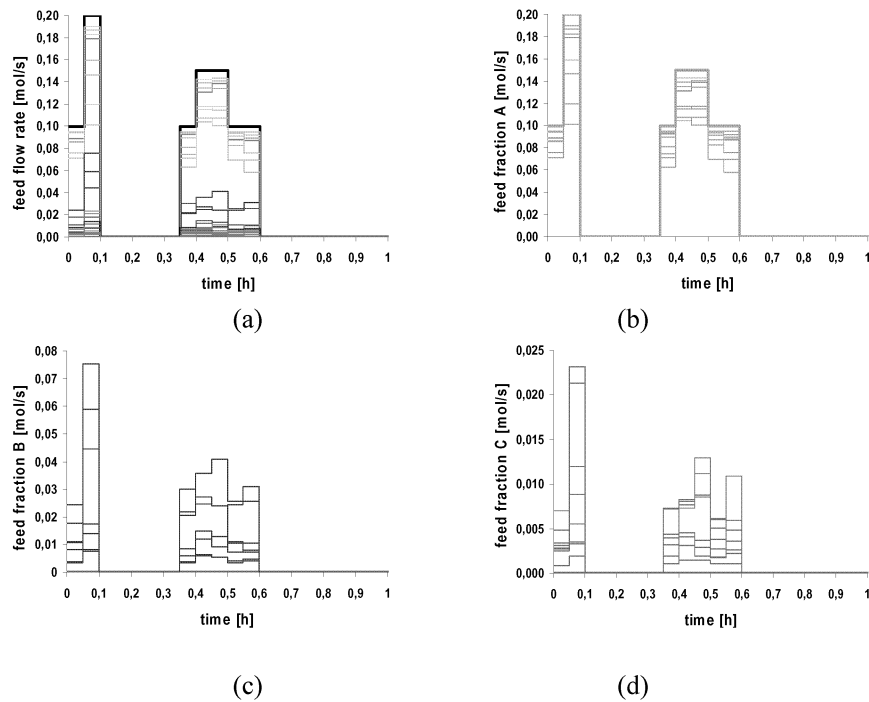 feed flow rate [mol/s]
0,20
0,18
0,16
0,14
0,12
0,10
0,08
0,06
0,04
0,02
0,00
0 0,1 0,2 0,3 0,4 0,5 0,6 0,7 0,8 0,9 1
time [h]
(a)
feed fraction A [mol/s]
0,20
0,18
0,16
0,14
0,12
0,10
0,08
0,06
0,04
0,02
0,00
0 0,1 0,2 0,3 0,4 0,5 0,6 0,7 0,8 0,9 1
time [h]
(b)
feed fraction B [mol/s]
0,08
0,07
0,06
0,05
0,04
0,03
0,02
0,01
0
0 0,1 0,2 0,3 0,4 0,5 0,6 0,7 0,8 0,9 1
time [h]
(c)
feed fraction C [mol/s]
0,025
0,020
0,015
0,010
0,005
0,000
0 0,1 0,2 0,3 0,4 0,5 0,6 0,7 0,8 0,9 1
time [h]
(d)